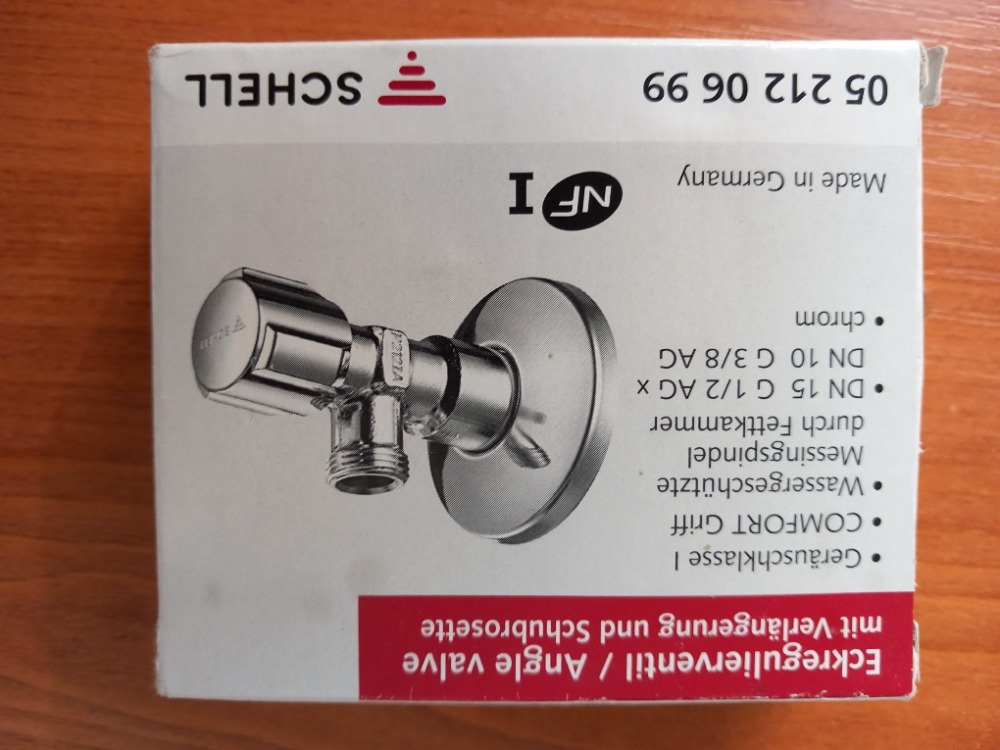 Eckregulierventil / Angle valve
mit Verlängerung und Schubrosette
• Geräuschklasse I
• COMFORT Griff
• Wassergeschützte
Messingspindel
durch Fettkammer
• DN 15 G 1/2 AG x
DN 10 G 3/8 AG
• chrom
Made in Germany
NF I
05 212 06 99
SCHELL